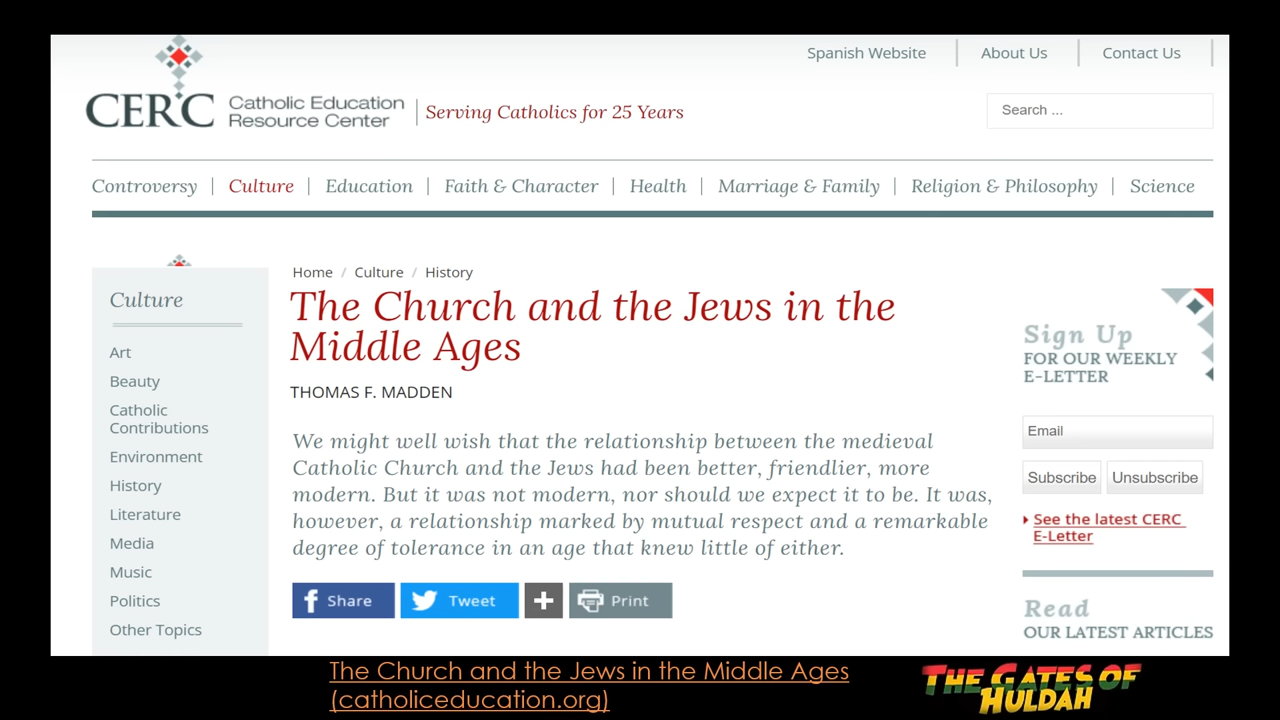 Spanish Website
About Us
Contact Us
CERC
Catholic Education
Resource Center
Serving Catholics for 25 Years
Search ...
Controversy
Culture
Education
Faith & Character
Health
Marriage & Family
Religion & Philosophy
Science
Culture
Art
Beauty
Catholic
Contributions
Environment
History
Literature
Media
Music
Politics
Other Topics
Home / Culture / History
The Church and the Jews in the
Middle Ages
THOMAS F. MADDEN
We might well wish that the relationship between the medieval
Catholic Church and the Jews had been better, friendlier, more
modern. But it was not modern, nor should we expect it to be. It was,
however, a relationship marked by mutual respect and a remarkable
degree of tolerance in an age that knew little of either.
Share
Tweet
Print
Sign Up
FOR OUR WEEKLY
E-LETTER
Email
Subscribe
Unsubscribe
See the latest CERC
E-Letter
Read
OUR LATEST ARTICLES
The Church and the Jews in the Middle Ages
(catholiceducation.org)
THE GATES OF
HULDAH